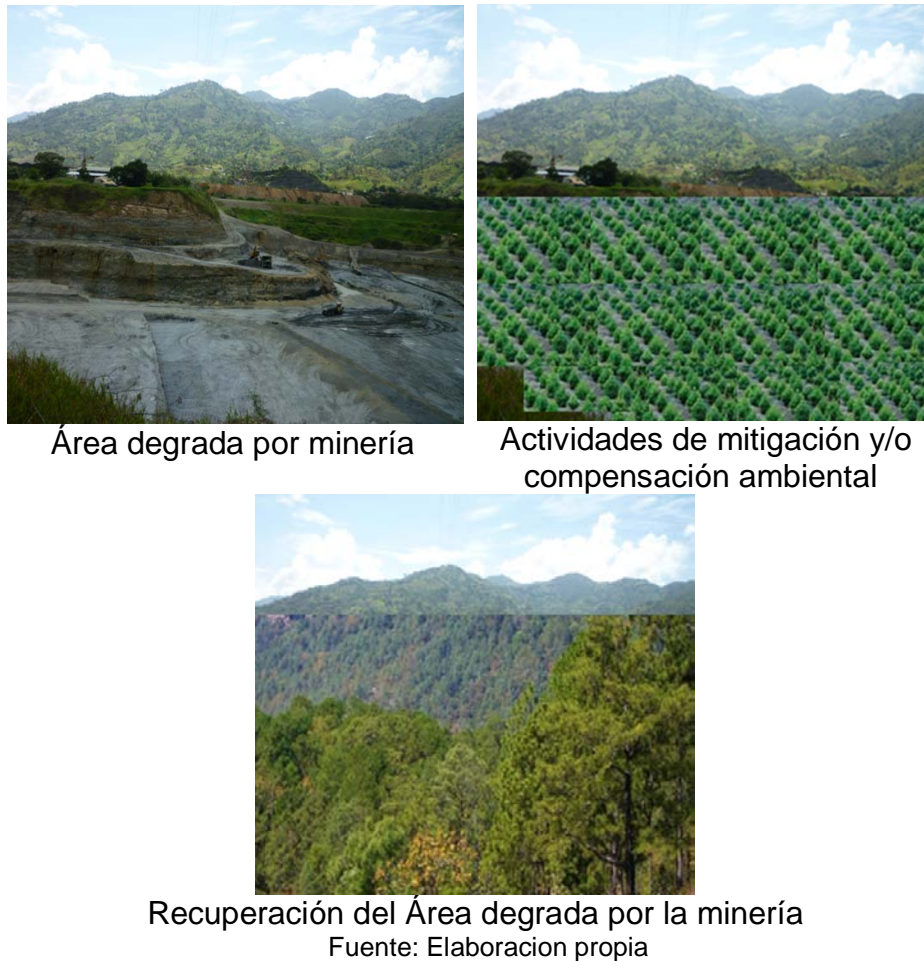 Área degrada por minería
Actividades de mitigación y/o
compensación ambiental
Recuperación del Área degrada por la minería
Fuente: Elaboracion propia